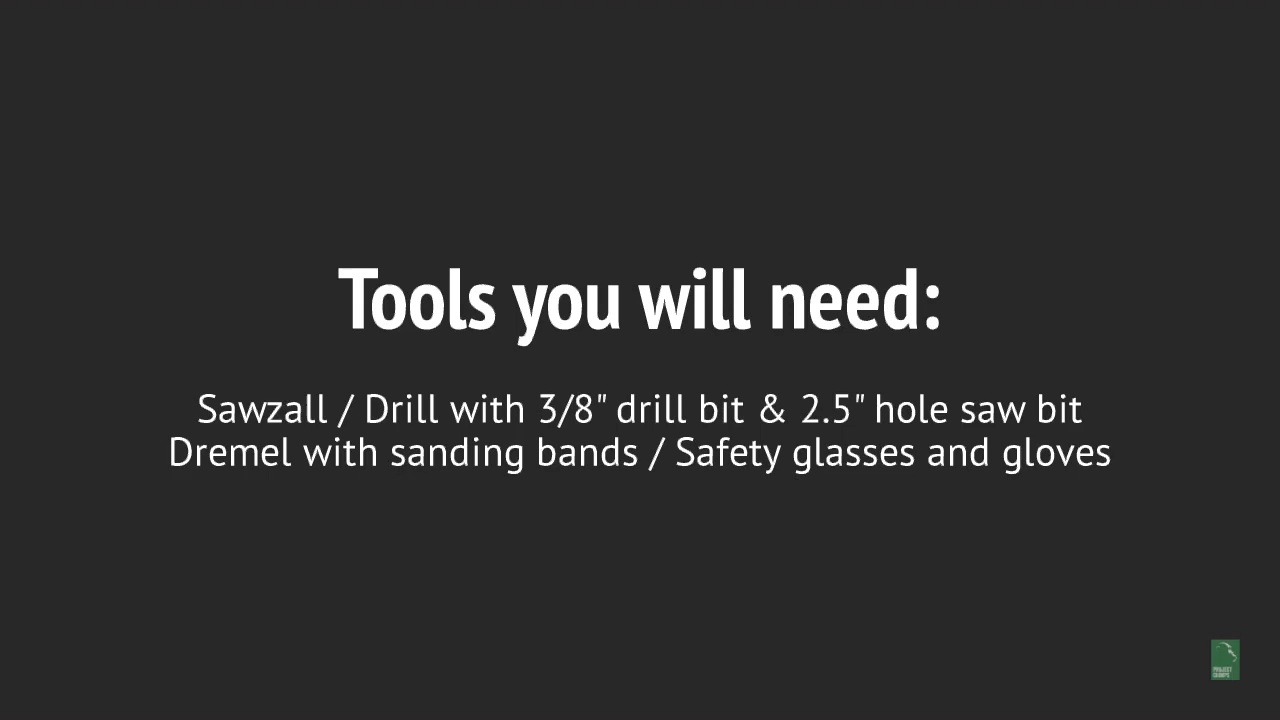 Tools you will need:
Sawzall / Drill with 3/8" drill bit & 2.5" hole saw bit
Dremel with sanding bands / Safety glasses and gloves
PROJECT